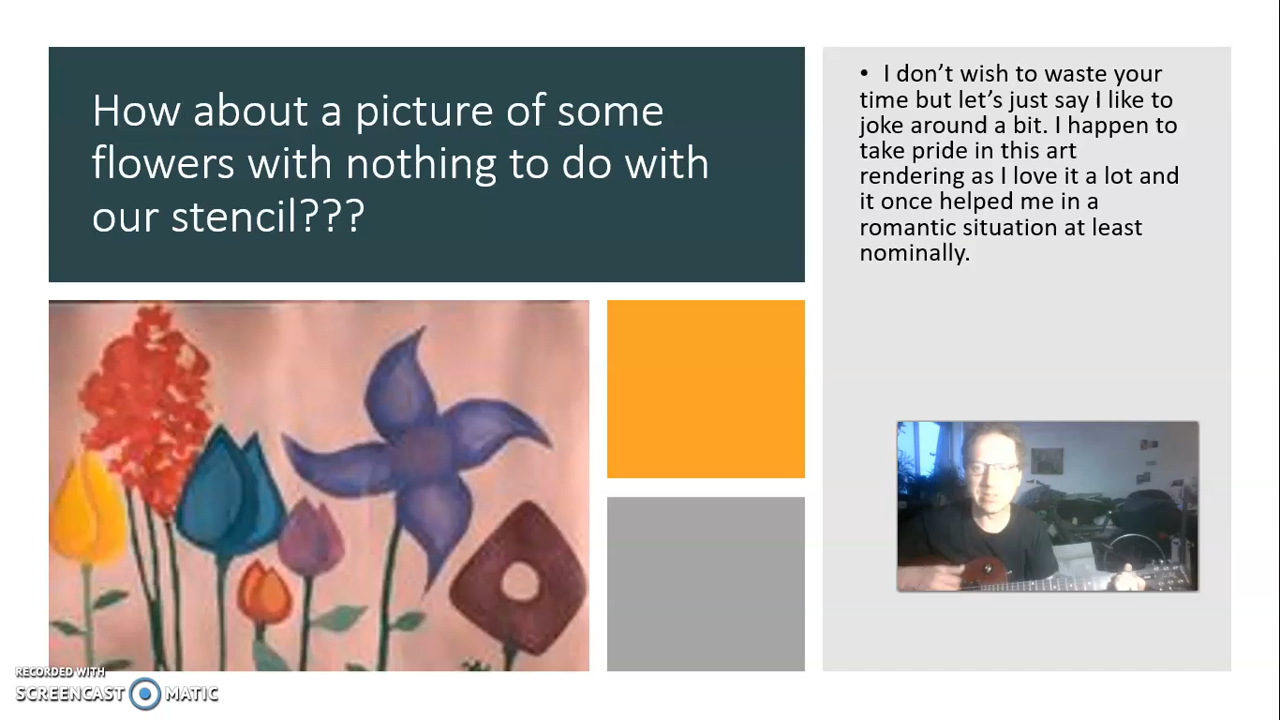 How about a picture of some
flowers with nothing to do with
our stencil???
• I don’t wish to waste your
time but let’s just say I like to
joke around a bit. I happen to
take pride in this art
rendering as I love it a lot and
it once helped me in a
romantic situation at least
nominally.
RECORDED WITH
SCREENCAST MATIC